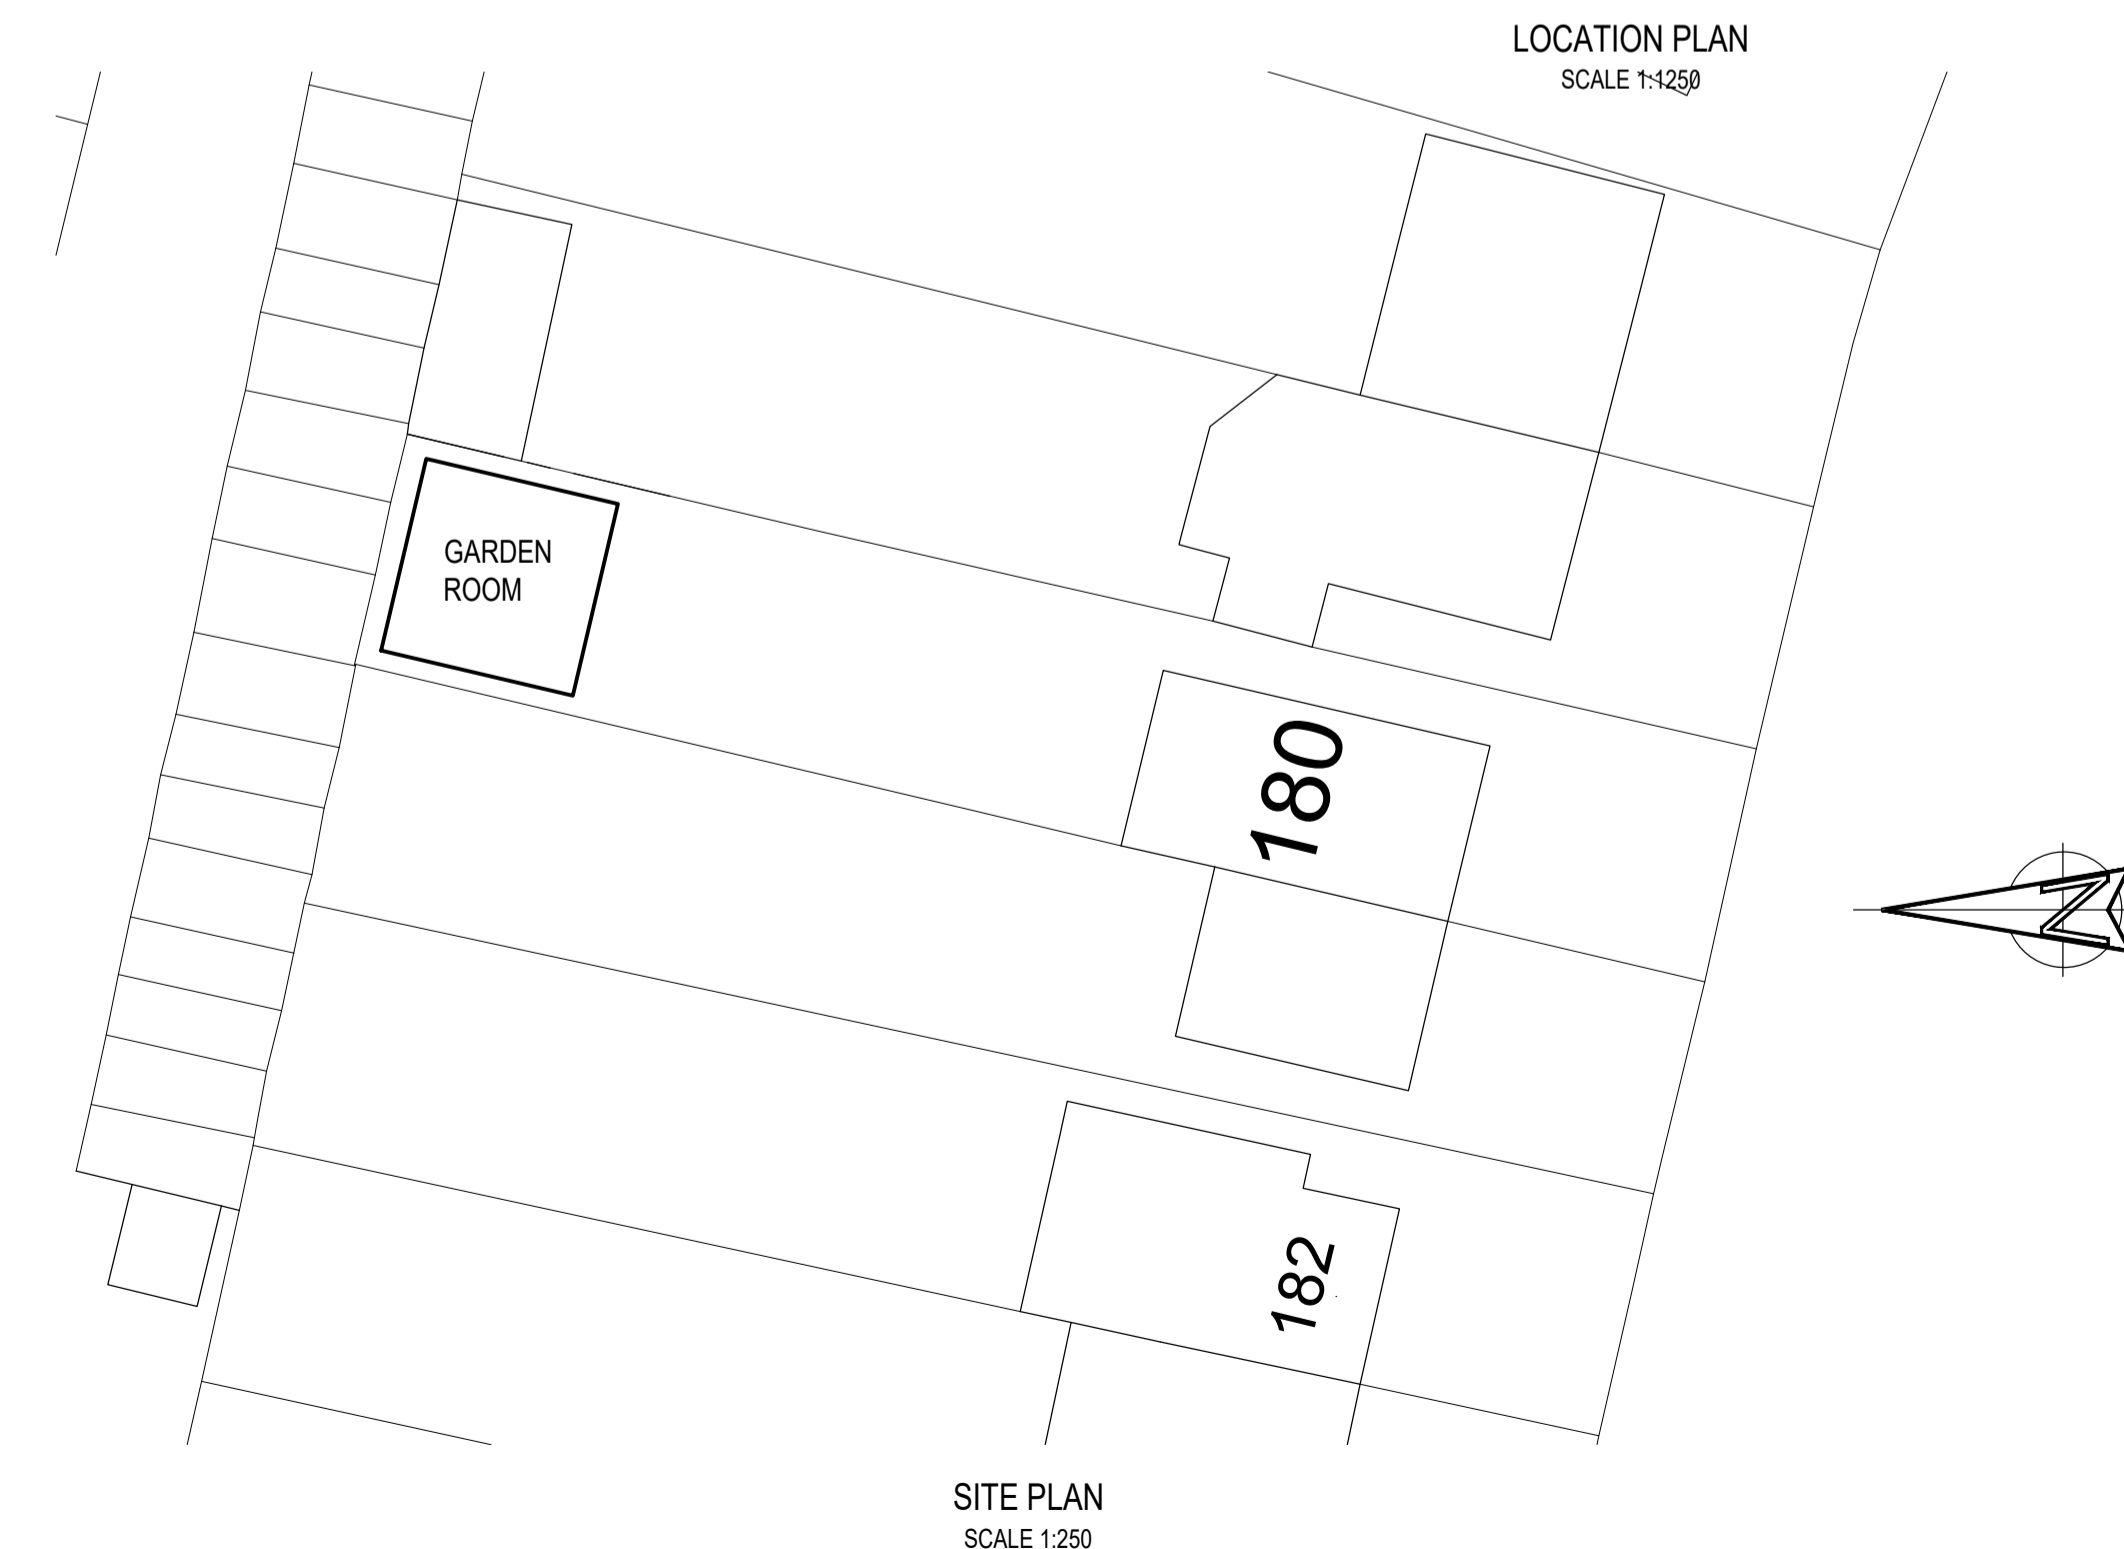 LOCATION PLAN
SCALE 1:1250
GARDEN
ROOM
180
182
N
SITE PLAN
SCALE 1:250